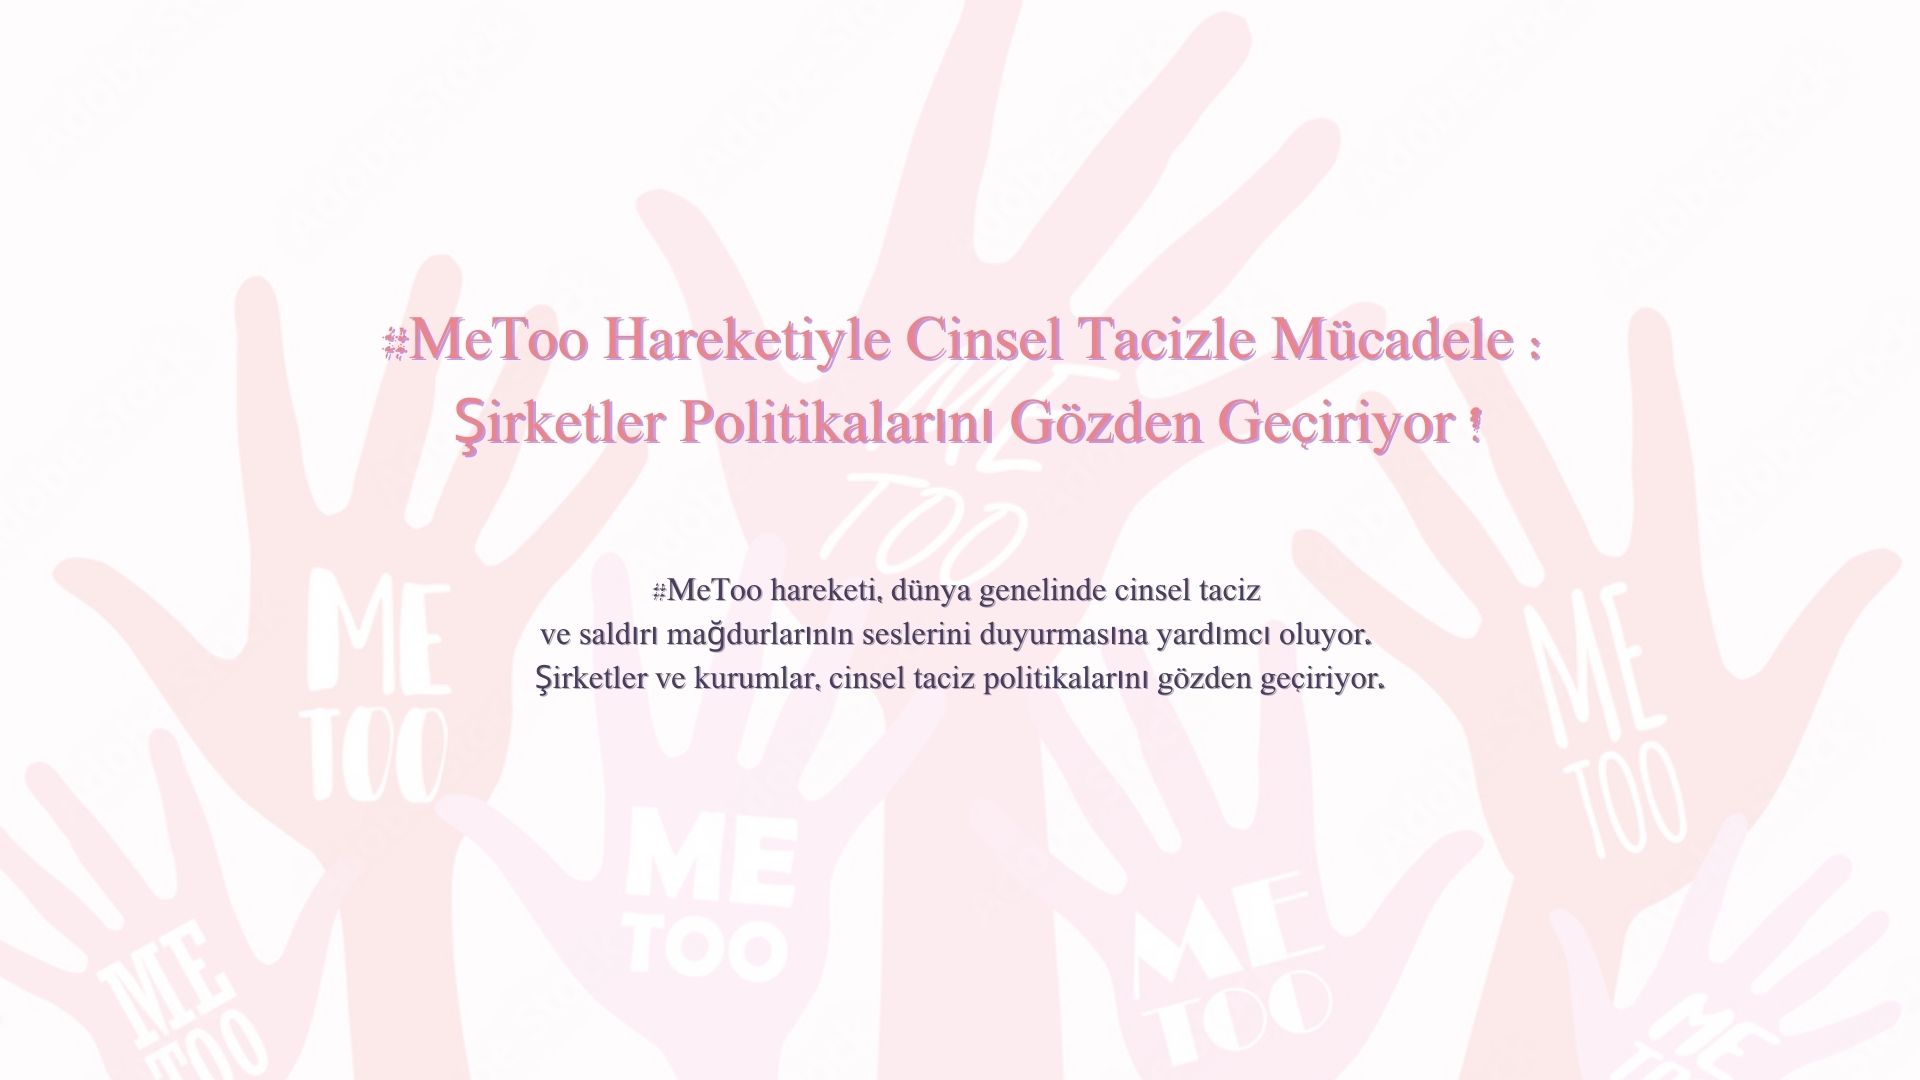 #MeToo Hareketiyle Cinsel Tacizle Mücadele :
Şirketler Politikalarını Gözden Geçiriyor !
ME
TOO
#MeToo hareketi, dünya genelinde cinsel taciz
ve saldırı mağdurlarının seslerini duyurmasına yardımcı oluyor.
Şirketler ve kurumlar, cinsel taciz politikalarını gözden geçiriyor.
ME
TOO
ME
TOO
ME
TOO
ME
TOO
ME
TOO
ME
TOO
Adobe Stock